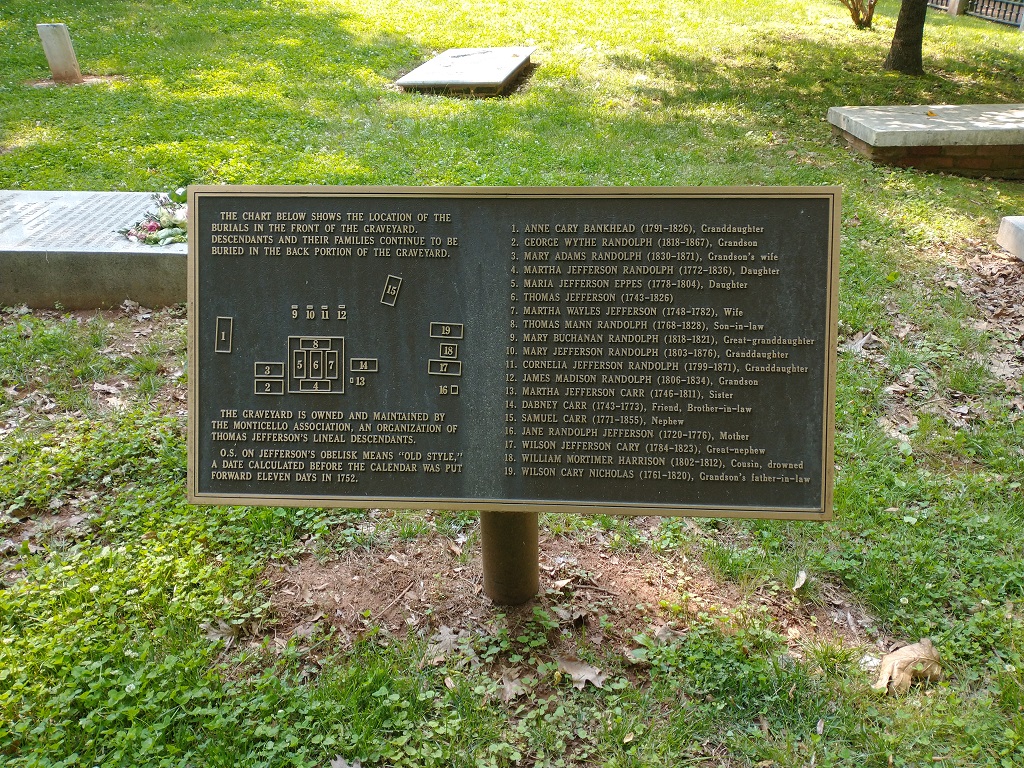 THE CHART BELOW SHOWS THE LOCATION OF THE
BURIALS IN THE FRONT OF THE GRAVEYARD.
DESCENDANTS AND THEIR FAMILIES CONTINUE TO BE
BURIED IN THE BACK PORTION OF THE GRAVEYARD.
15
9 10 11 12
1
19
8
18
5 6 7
14
17
3
13
2
4
16
THE GRAVEYARD IS OWNED AND MAINTAINED BY
THE MONTICELLO ASSOCIATION, AN ORGANIZATION OF
THOMAS JEFFERSON'S LINEAL DESCENDANTS.
O.S. ON JEFFERSON'S OBELISK MEANS "OLD STYLE,"
A DATE CALCULATED BEFORE THE CALENDAR WAS PUT
FORWARD ELEVEN DAYS IN 1752.
1. ANNE CARY BANKHEAD (1791-1826), Granddaughter
2. GEORGE WYTHE RANDOLPH (1818-1867), Grandson
3. MARY ADAMS RANDOLPH (1830-1871), Grandson's wife
4. MARTHA JEFFERSON RANDOLPH (1772-1836), Daughter
5. MARIA JEFFERSON EPPES (1778-1804), Daughter
6. THOMAS JEFFERSON (1743-1826)
7. MARTHA WAYLES JEFFERSON (1748-1782), Wife
8. THOMAS MANN RANDOLPH (1768-1828), Son-in-law
9. MARY BUCHANAN RANDOLPH (1818-1821), Great-granddaughter
10. MARY JEFFERSON RANDOLPH (1803-1876), Granddaughter
11. CORNELIA JEFFERSON RANDOLPH (1799-1871), Granddaughter
12. JAMES MADISON RANDOLPH (1806-1834), Grandson
13. MARTHA JEFFERSON CARR (1746-1811), Sister
14. DABNEY CARR (1743-1773), Friend, Brother-in-law
15. SAMUEL CARR (1771-1855), Nephew
16. JANE RANDOLPH JEFFERSON (1720-1776), Mother
17. WILSON JEFFERSON CARY (1784-1823), Great-nephew
18. WILLIAM MORTIMER HARRISON (1802-1812), Cousin, drowned
19. WILSON CARY NICHOLAS (1761-1820), Grandson's father-in-law